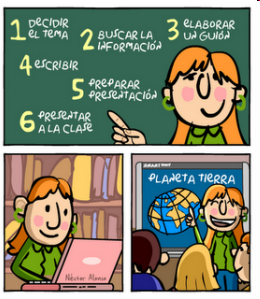 1 DECIDIR
EL TEMA
2 BUSCAR LA
INFORMACIÓN
3 ELABORAR
UN GUIÓN
4 ESCRIBIR
5 PREPARAR
PRESENTACIÓN
6 PRESENTAR
A LA CLASE
Néstor Alonso
PLANETA TIERRA